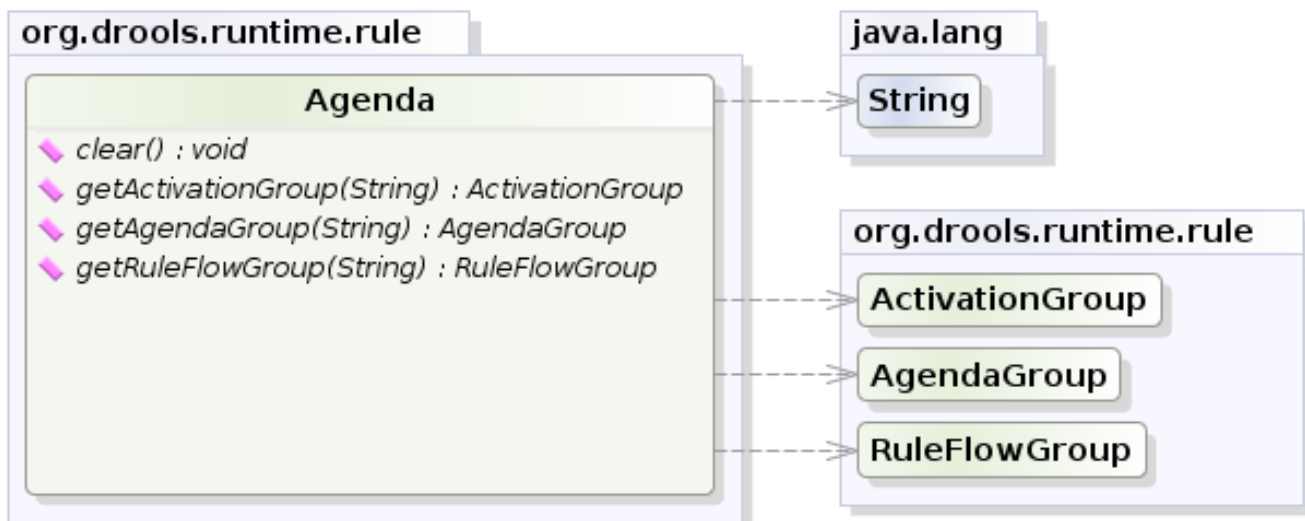 org.drools.runtime.rule
Agenda
clear() : void
getActivationGroup(String) : ActivationGroup
getAgendaGroup(String) : AgendaGroup
getRuleFlowGroup(String) : RuleFlowGroup
java.lang
String
org.drools.runtime.rule
ActivationGroup
AgendaGroup
RuleFlowGroup